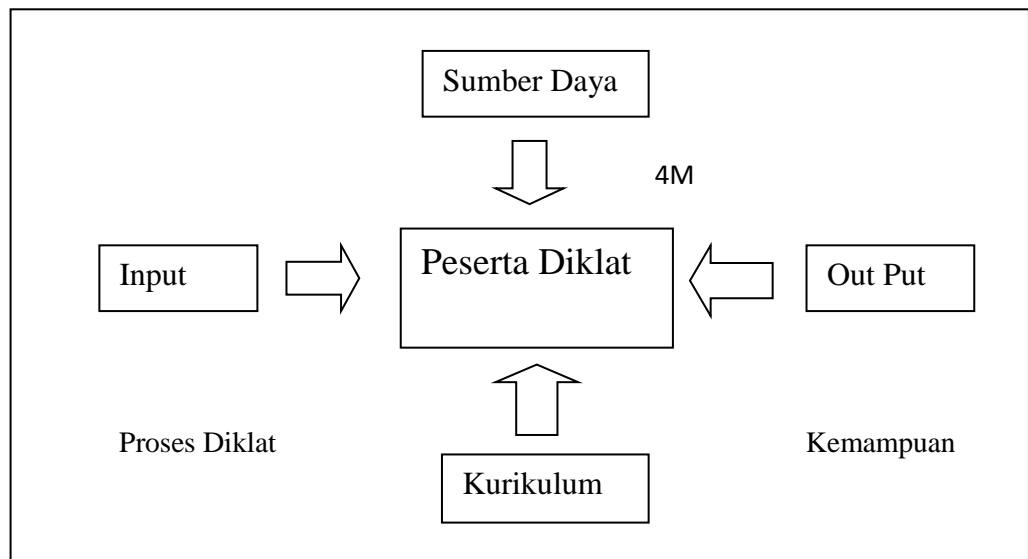 Sumber Daya
4M
Peserta Diklat
Input
Out Put
Proses Diklat
Kemampuan
Kurikulum